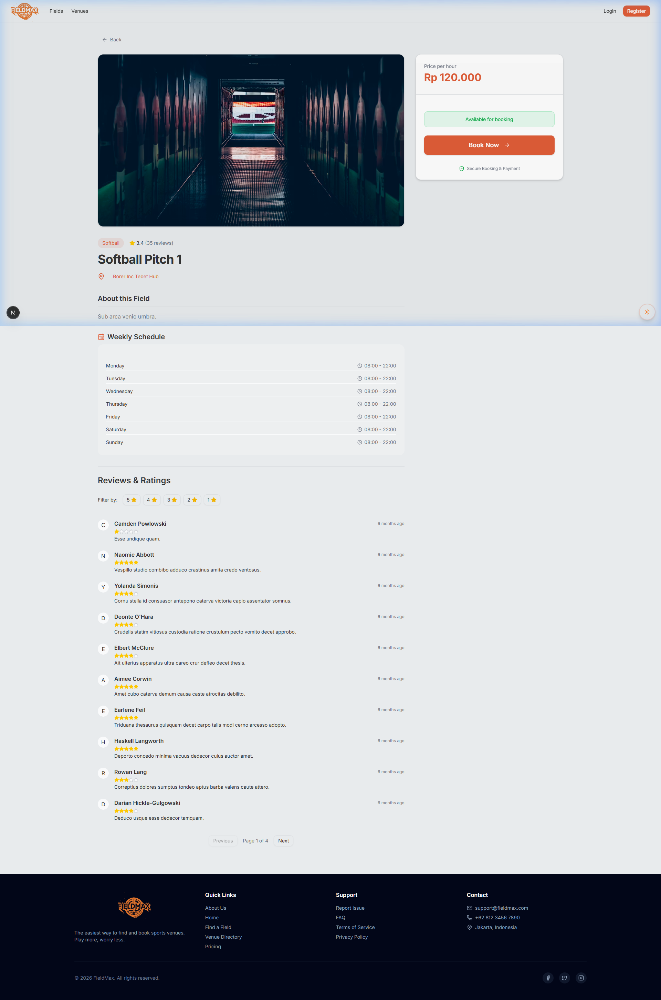 FIELDMAX
Fields
Venues
Login
Register
Back
Price per hour
Rp 120.000
Available for booking
Book Now
Secure Booking & Payment
Softball
3.4 (35 reviews)
Softball Pitch 1
Borer Inc Tebet Hub
About this Field
Sub arca venio umbra.
N
Weekly Schedule
Monday 08:00 - 22:00
Tuesday 08:00 - 22:00
Wednesday 08:00 - 22:00
Thursday 08:00 - 22:00
Friday 08:00 - 22:00
Saturday 08:00 - 22:00
Sunday 08:00 - 22:00
Reviews & Ratings
Filter by: 5 4 3 2 1
C
Camden Powlowski 6 months ago
Esse undique quam.
N
Naomie Abbott 6 months ago
Vespillo studio combibo adduco crastinus amita credo ventosus.
Y
Yolanda Simonis 6 months ago
Cornu stella id consuasor antepono caterva victoria capio assentator somnus.
D
Deonte O'Hara 6 months ago
Crudelis statim vitiosus custodia ratione crustulum pecto vomito decet approbo.
E
Elbert McClure 6 months ago
Ait ulterius apparatus ultra careo crur defleo decet thesis.
A
Aimee Corwin 6 months ago
Amet cubo caterva demum causa caste atrocitas debilito.
E
Earlene Feil 6 months ago
Triduana thesaurus quisquam decet carpo talis modi cerno arcesso adopto.
H
Haskell Langworth 6 months ago
Deporto concedo minima vacuus dedecor cuius auctor amet.
R
Rowan Lang 6 months ago
Correptius dolores sumptus tondeo aptus barba valens caute attero.
D
Darian Hickle-Gulgowski 6 months ago
Deduco usque esse dedecor tamquam.
Previous
Page 1 of 4
Next
FIELDMAX
The easiest way to find and book sports venues.
Play more, worry less.
Quick Links
About Us
Home
Find a Field
Venue Directory
Pricing
Support
Report Issue
FAQ
Terms of Service
Privacy Policy
Contact
support@fieldmax.com
+62 812 3456 7890
Jakarta, Indonesia
© 2026 FieldMax. All rights reserved.